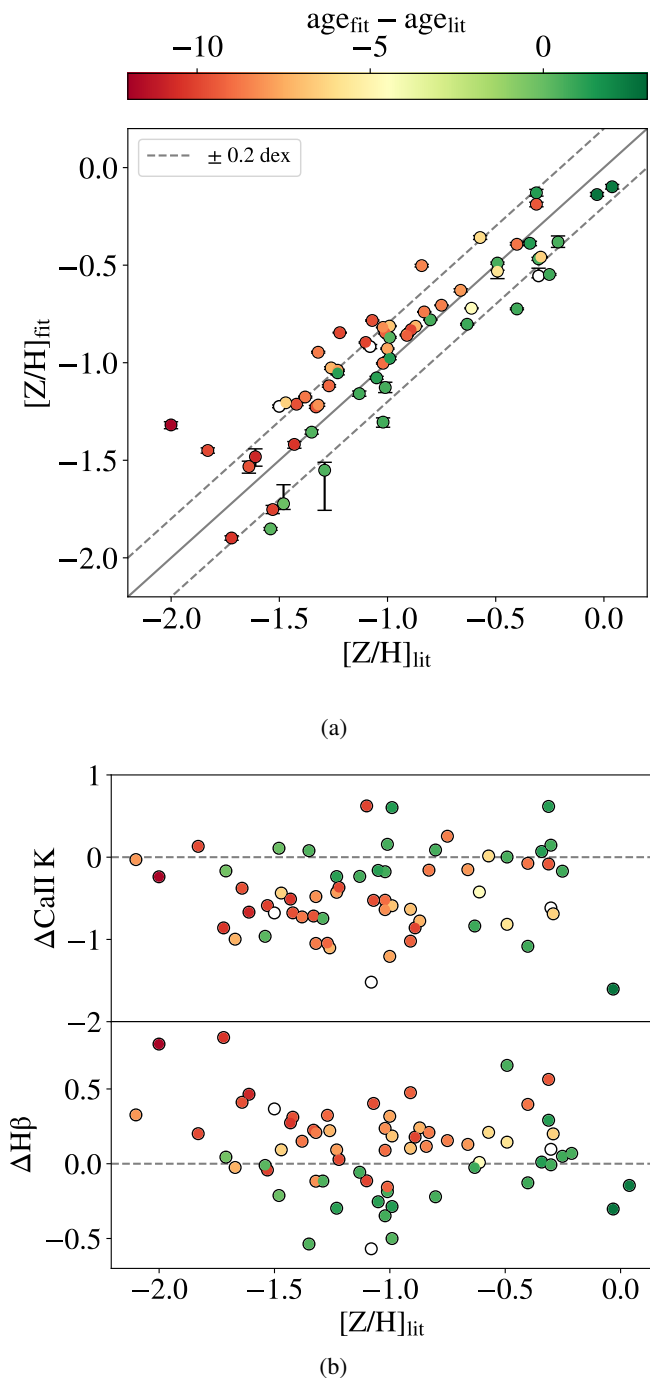 age_fit − age_lit
−10 −5 0
± 0.2 dex
0.0
−0.5
−1.0
−1.5
−2.0
[Z/H]_fit
−2.0 −1.5 −1.0 −0.5 0.0
[Z/H]_lit
(a)
1
0
−1
−2
ΔCaII K
0.5
0.0
−0.5
ΔHβ
−2.0 −1.5 −1.0 −0.5 0.0
[Z/H]_lit
(b)